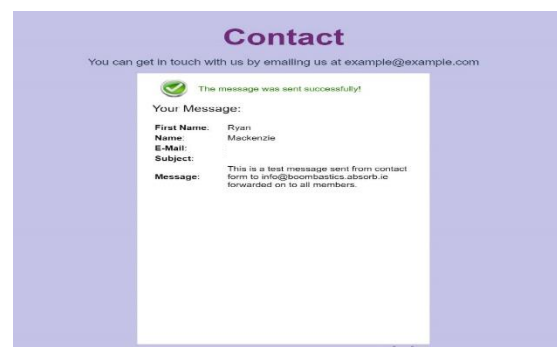 Contact
You can get in touch with us by emailing us at example@example.com
The message was sent successfully!
Your Message:
First Name: Ryan
Name: Mackenzie
E-Mail:
Subject:
Message: This is a test message sent from contact
form to info@boombastics.absorb.ie
forwarded on to all members.